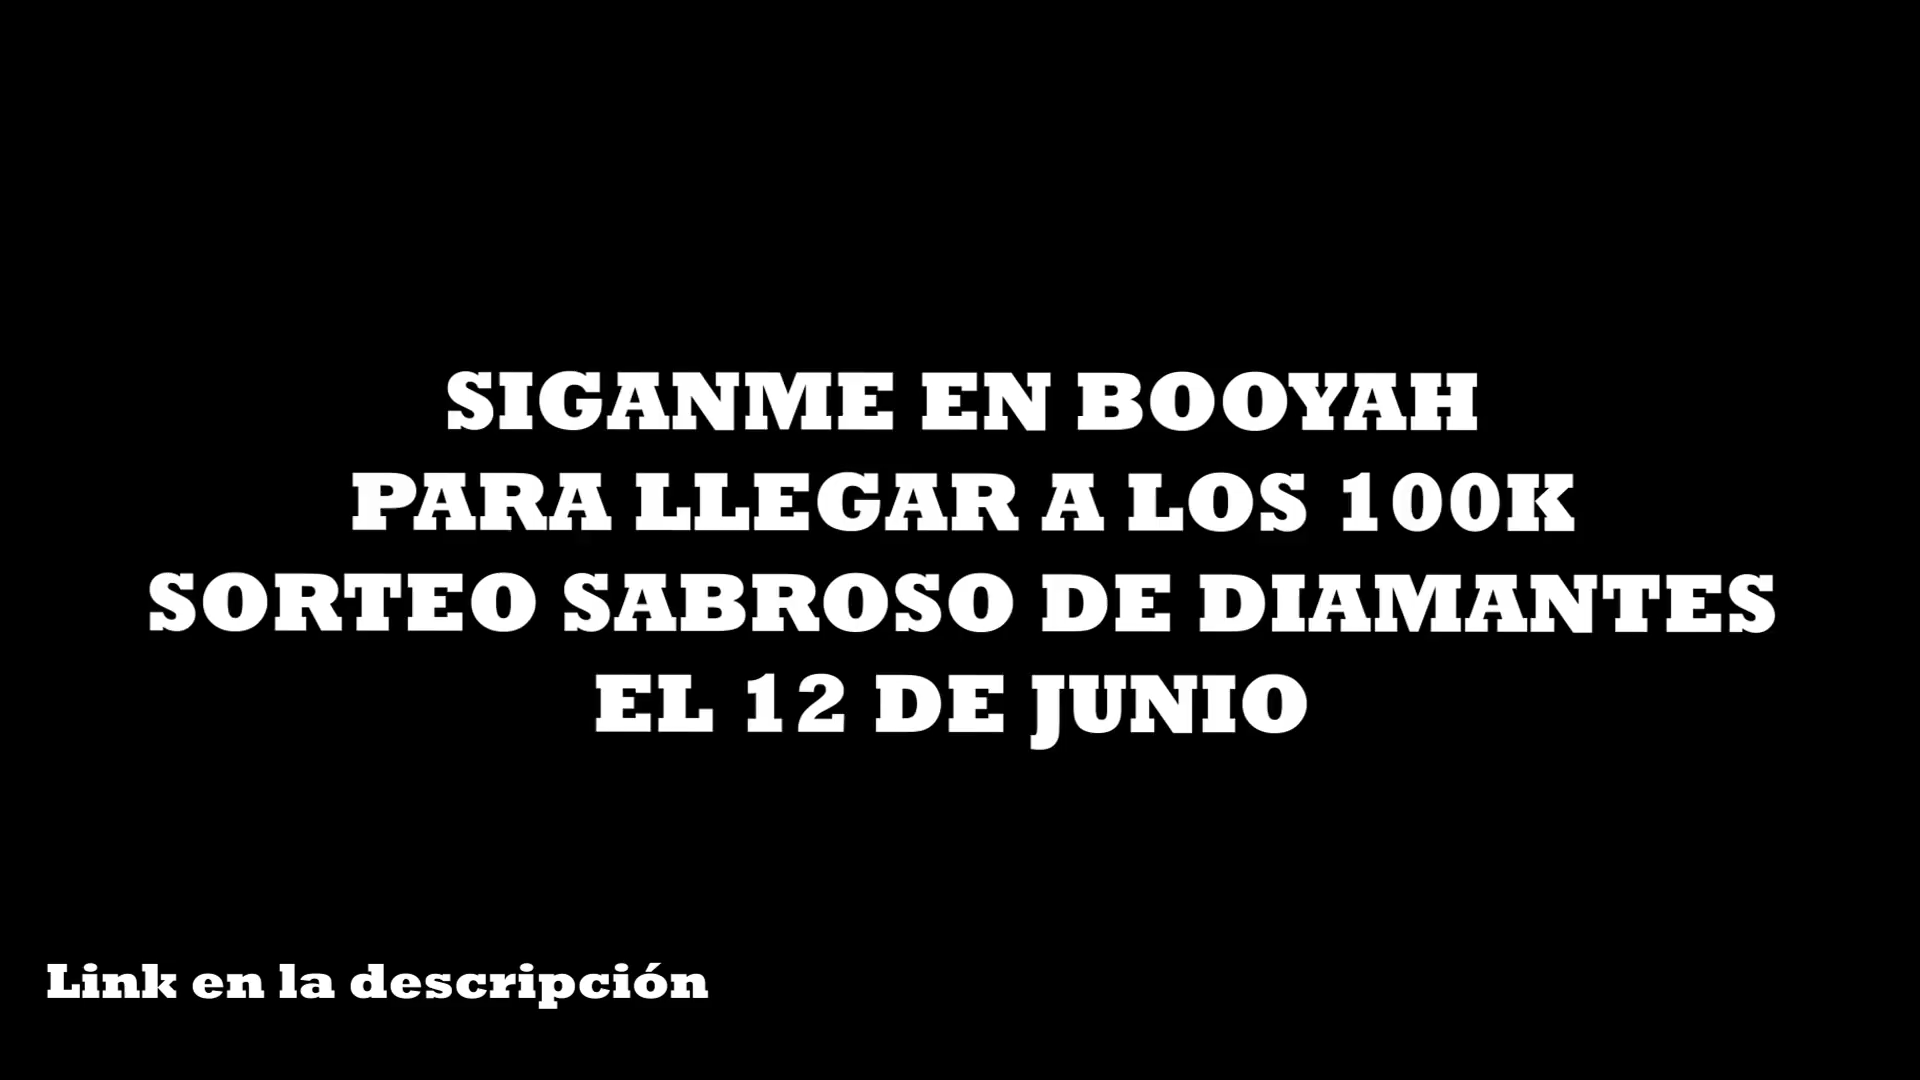 SIGANME EN BOOYAH
PARA LLEGAR A LOS 100K
SORTEO SABROSO DE DIAMANTES
EL 12 DE JUNIO
Link en la descripción